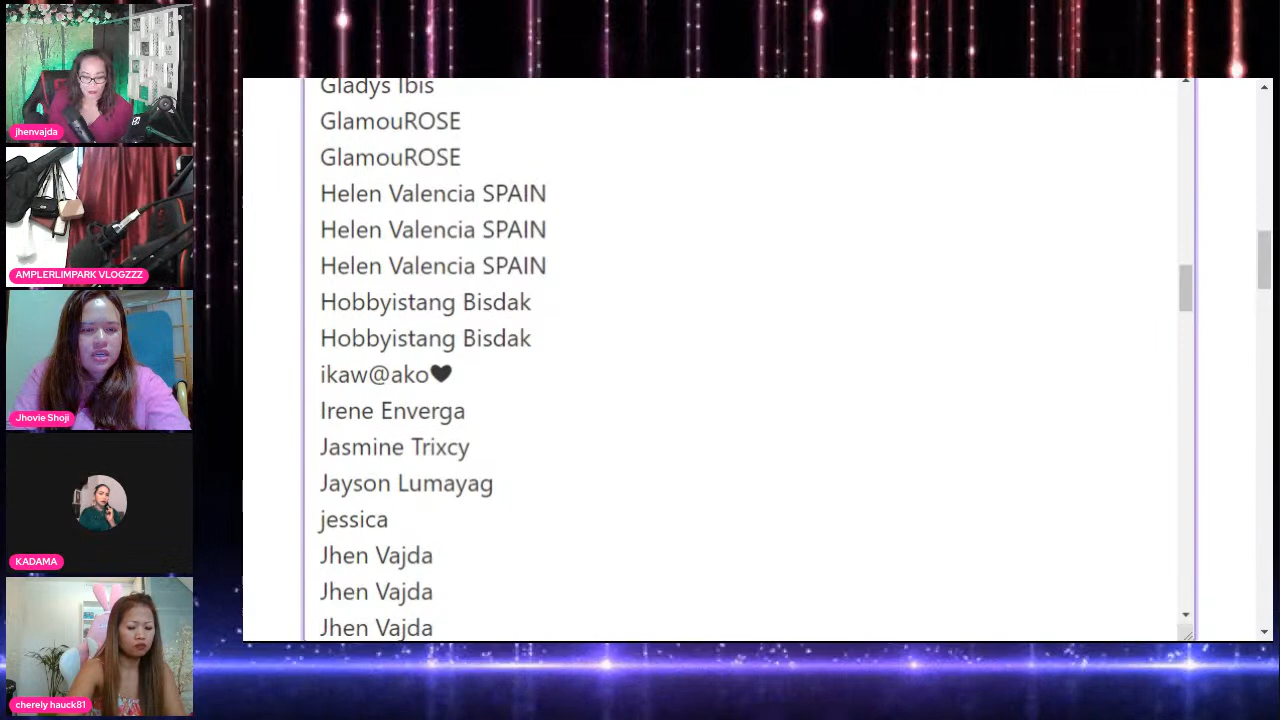 jhenvajda
AMPLERLIMPARK VLOGZZZ
Jhovie Shoji
KADAMA
cherely hauck81
Gladys Ibis
GlamouROSE
GlamouROSE
Helen Valencia SPAIN
Helen Valencia SPAIN
Helen Valencia SPAIN
Hobbyistang Bisdak
Hobbyistang Bisdak
ikaw@ako🖤
Irene Enverga
Jasmine Trixcy
Jayson Lumayag
jessica
Jhen Vajda
Jhen Vajda
Jhen Vajda